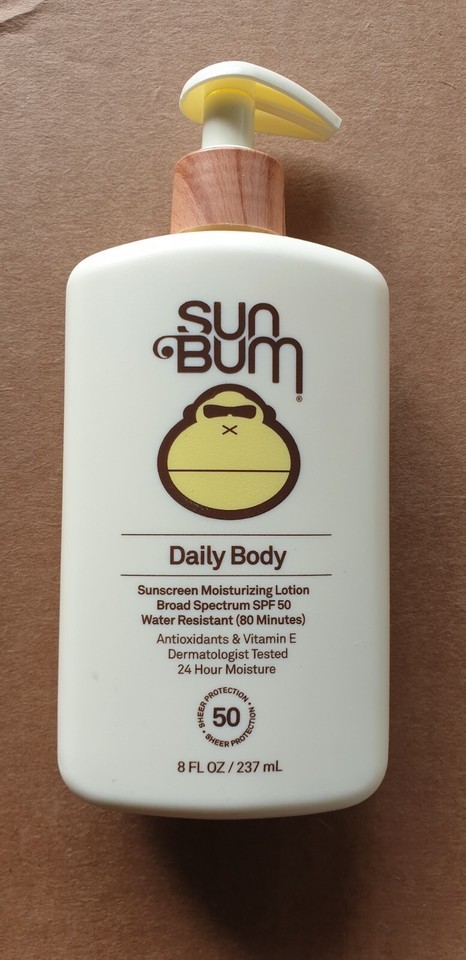 SUN
BUM®
Daily Body
Sunscreen Moisturizing Lotion
Broad Spectrum SPF 50
Water Resistant (80 Minutes)
Antioxidants & Vitamin E
Dermatologist Tested
24 Hour Moisture
• SHEER PROTECTION •
50
SHEER PROTECTION
8 FL OZ / 237 mL